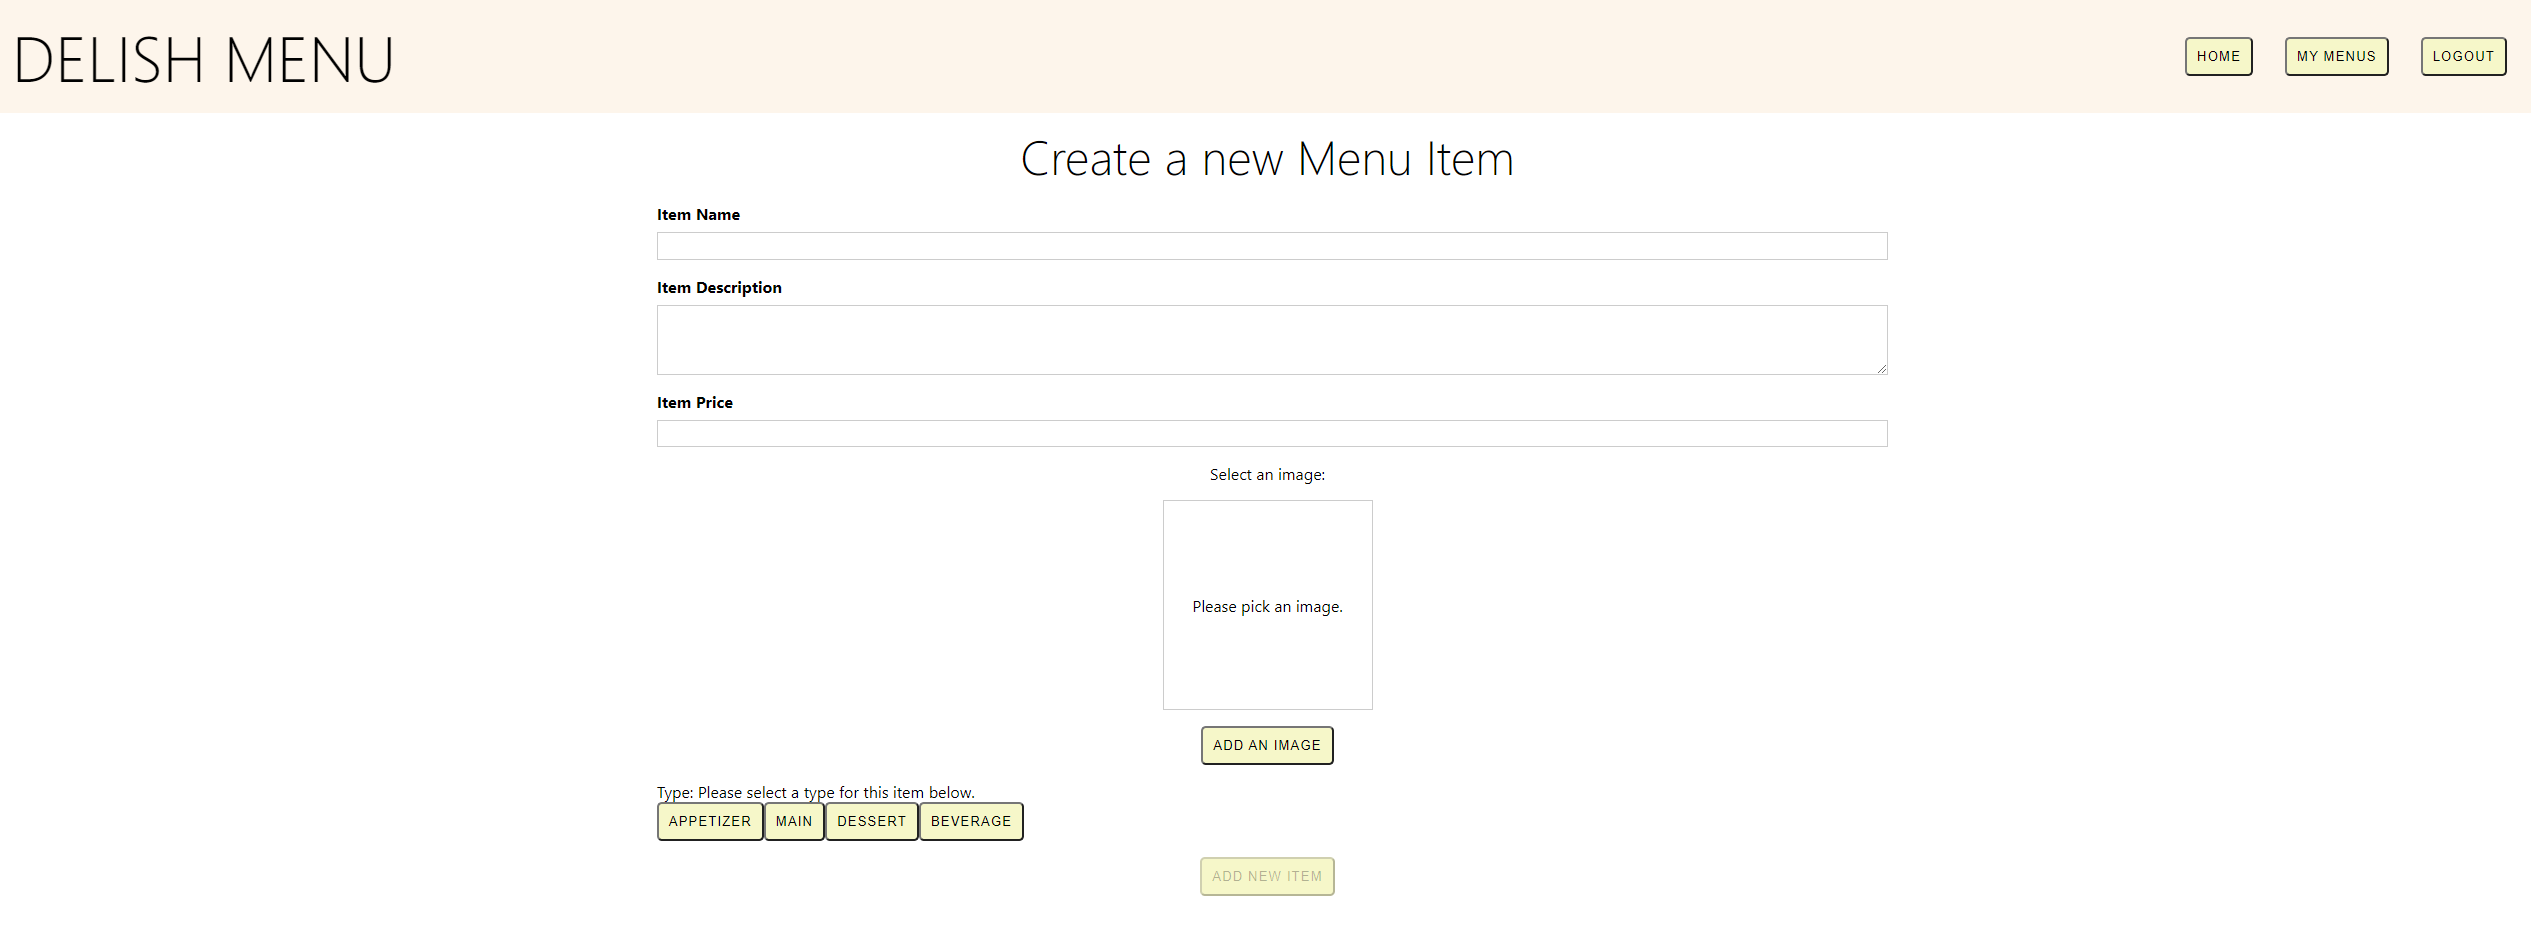 DELISH MENU
HOME MY MENUS LOGOUT
Create a new Menu Item
Item Name
Item Description
Item Price
Select an image:
Please pick an image.
ADD AN IMAGE
Type: Please select a type for this item below.
APPETIZER MAIN DESSERT BEVERAGE
ADD NEW ITEM